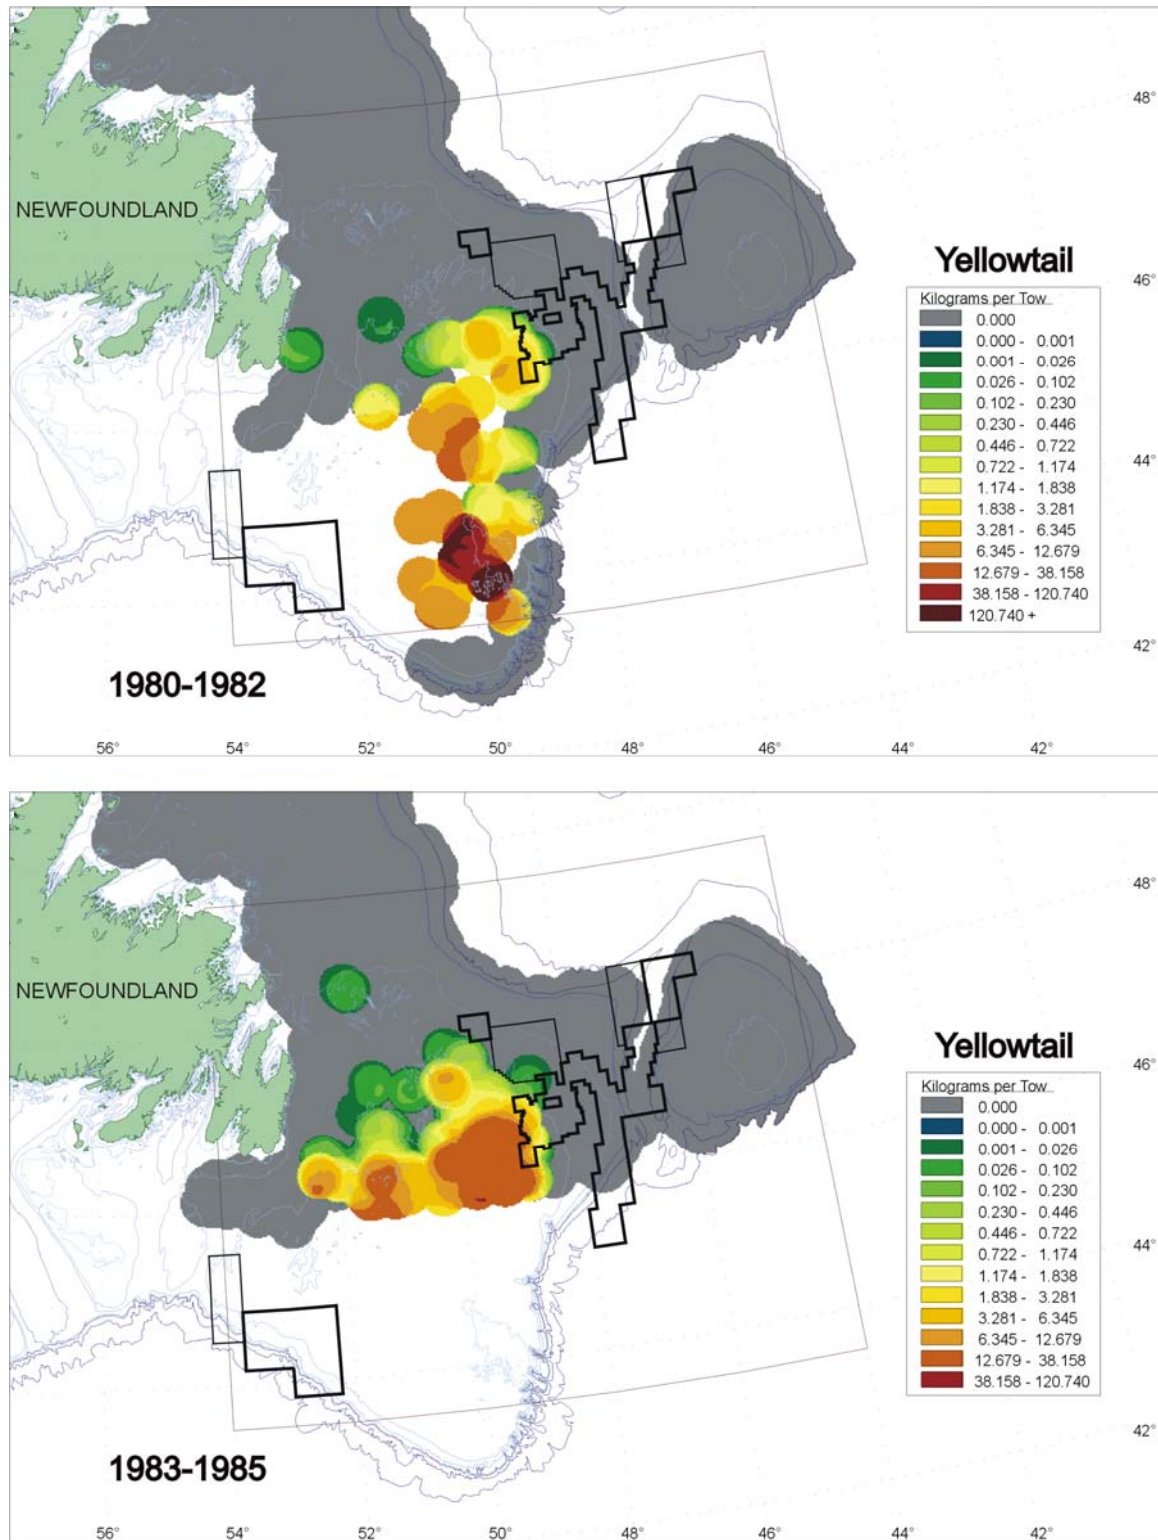 48°
NEWFOUNDLAND
46°
Yellowtail
Kilograms per Tow
0.000
0.000 - 0.001
0.001 - 0.026
0.026 - 0.102
0.102 - 0.230
0.230 - 0.446
0.446 - 0.722
0.722 - 1.174
1.174 - 1.838
1.838 - 3.281
3.281 - 6.345
6.345 - 12.679
12.679 - 38.158
38.158 - 120.740
120.740 +
44°
42°
1980-1982
56° 54° 52° 50° 48° 46° 44° 42°
48°
NEWFOUNDLAND
46°
Yellowtail
Kilograms per Tow
0.000
0.000 - 0.001
0.001 - 0.026
0.026 - 0.102
0.102 - 0.230
0.230 - 0.446
0.446 - 0.722
0.722 - 1.174
1.174 - 1.838
1.838 - 3.281
3.281 - 6.345
6.345 - 12.679
12.679 - 38.158
38.158 - 120.740
44°
42°
1983-1985
56° 54° 52° 50° 48° 46° 44° 42°